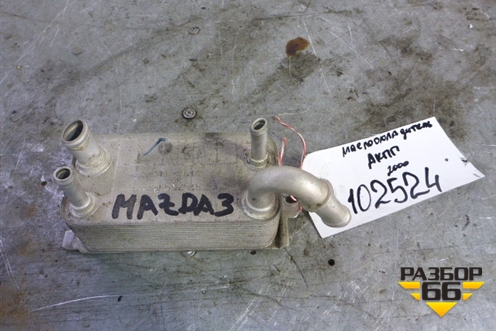 MAZDA3
маслоохладитель
АКПП
2000
102524
РАЗБОР
66